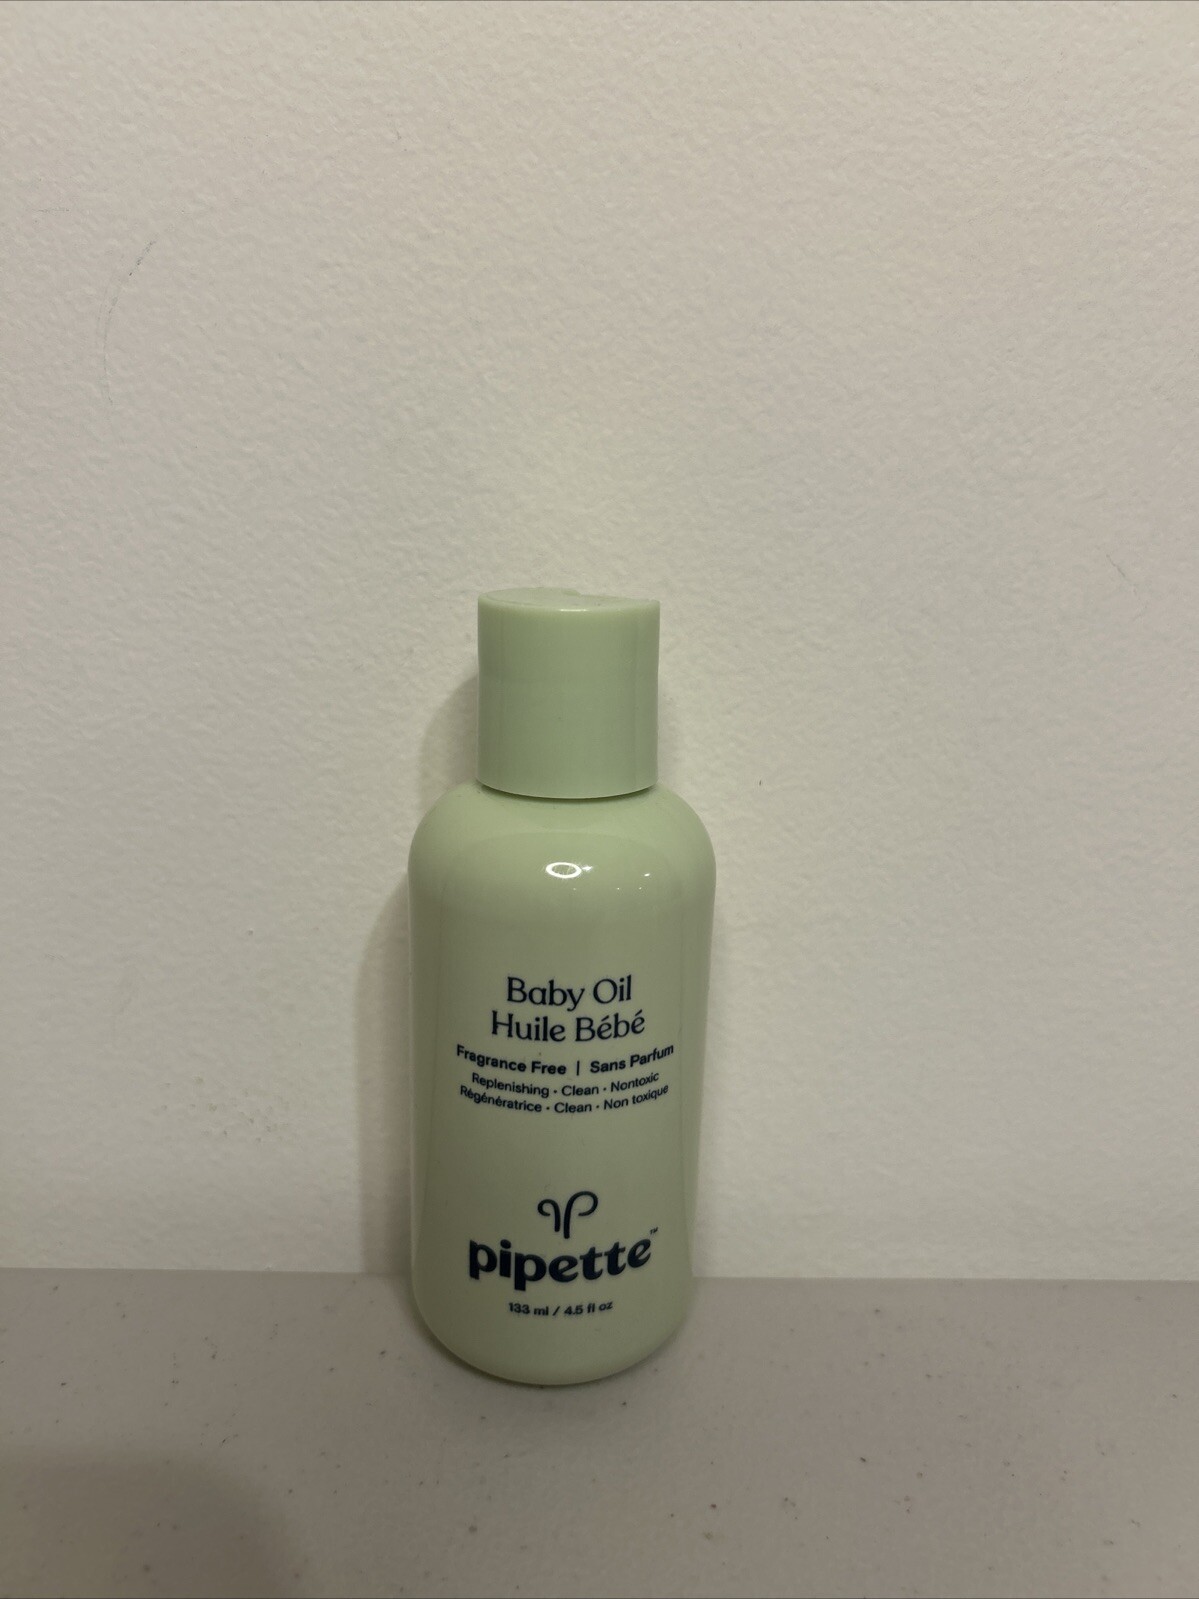 Baby Oil
Huile Bébé
Fragrance Free | Sans Parfum
Replenishing · Clean · Nontoxic
Régénératrice · Clean · Non toxique
pipette™
133 ml / 4.5 fl oz